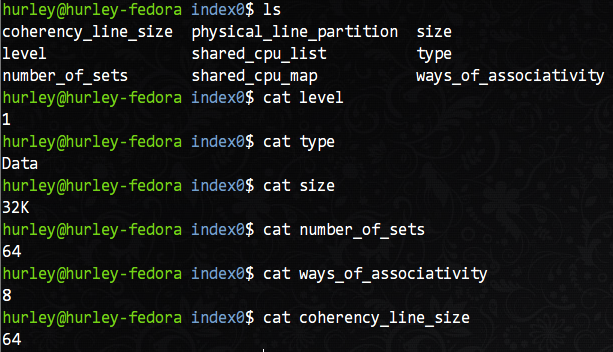 hurley@hurley-fedora index0$ ls
coherency_line_size  physical_line_partition  size
level                shared_cpu_list          type
number_of_sets       shared_cpu_map           ways_of_associativity
hurley@hurley-fedora index0$ cat level
1
hurley@hurley-fedora index0$ cat type
Data
hurley@hurley-fedora index0$ cat size
32K
hurley@hurley-fedora index0$ cat number_of_sets
64
hurley@hurley-fedora index0$ cat ways_of_associativity
8
hurley@hurley-fedora index0$ cat coherency_line_size
64